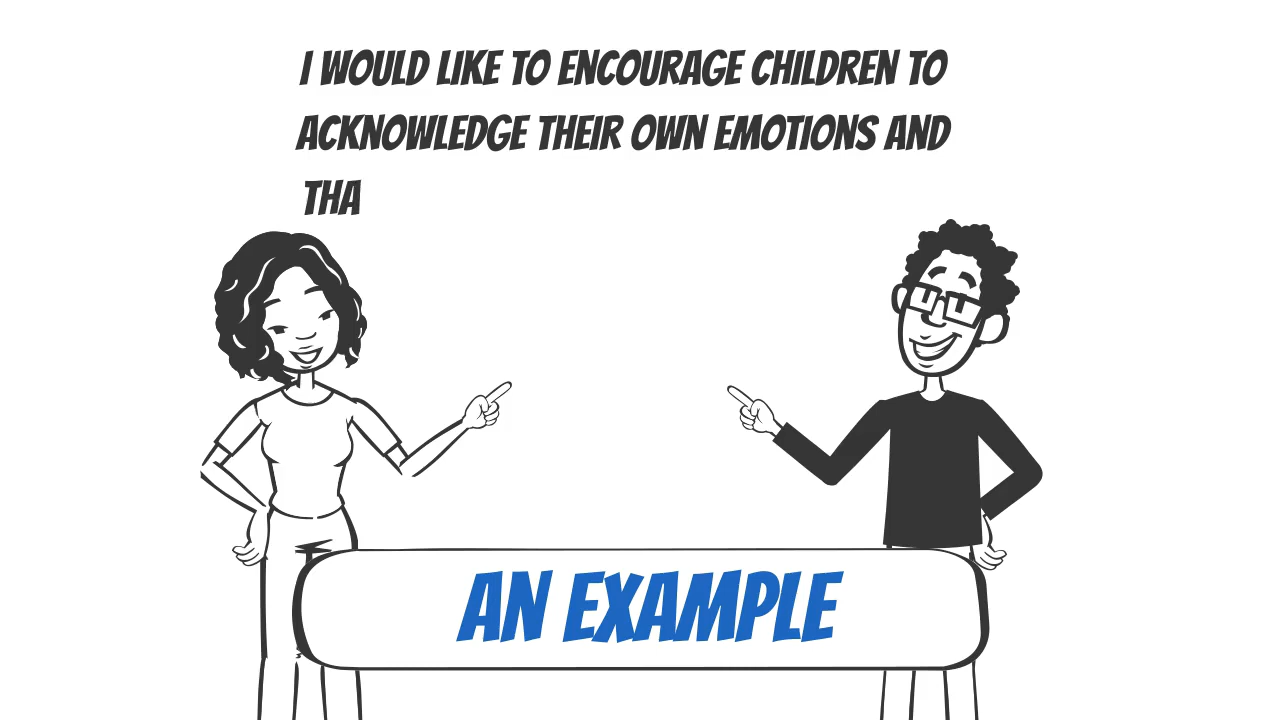 I WOULD LIKE TO ENCOURAGE CHILDREN TO
ACKNOWLEDGE THEIR OWN EMOTIONS AND
THA
AN EXAMPLE